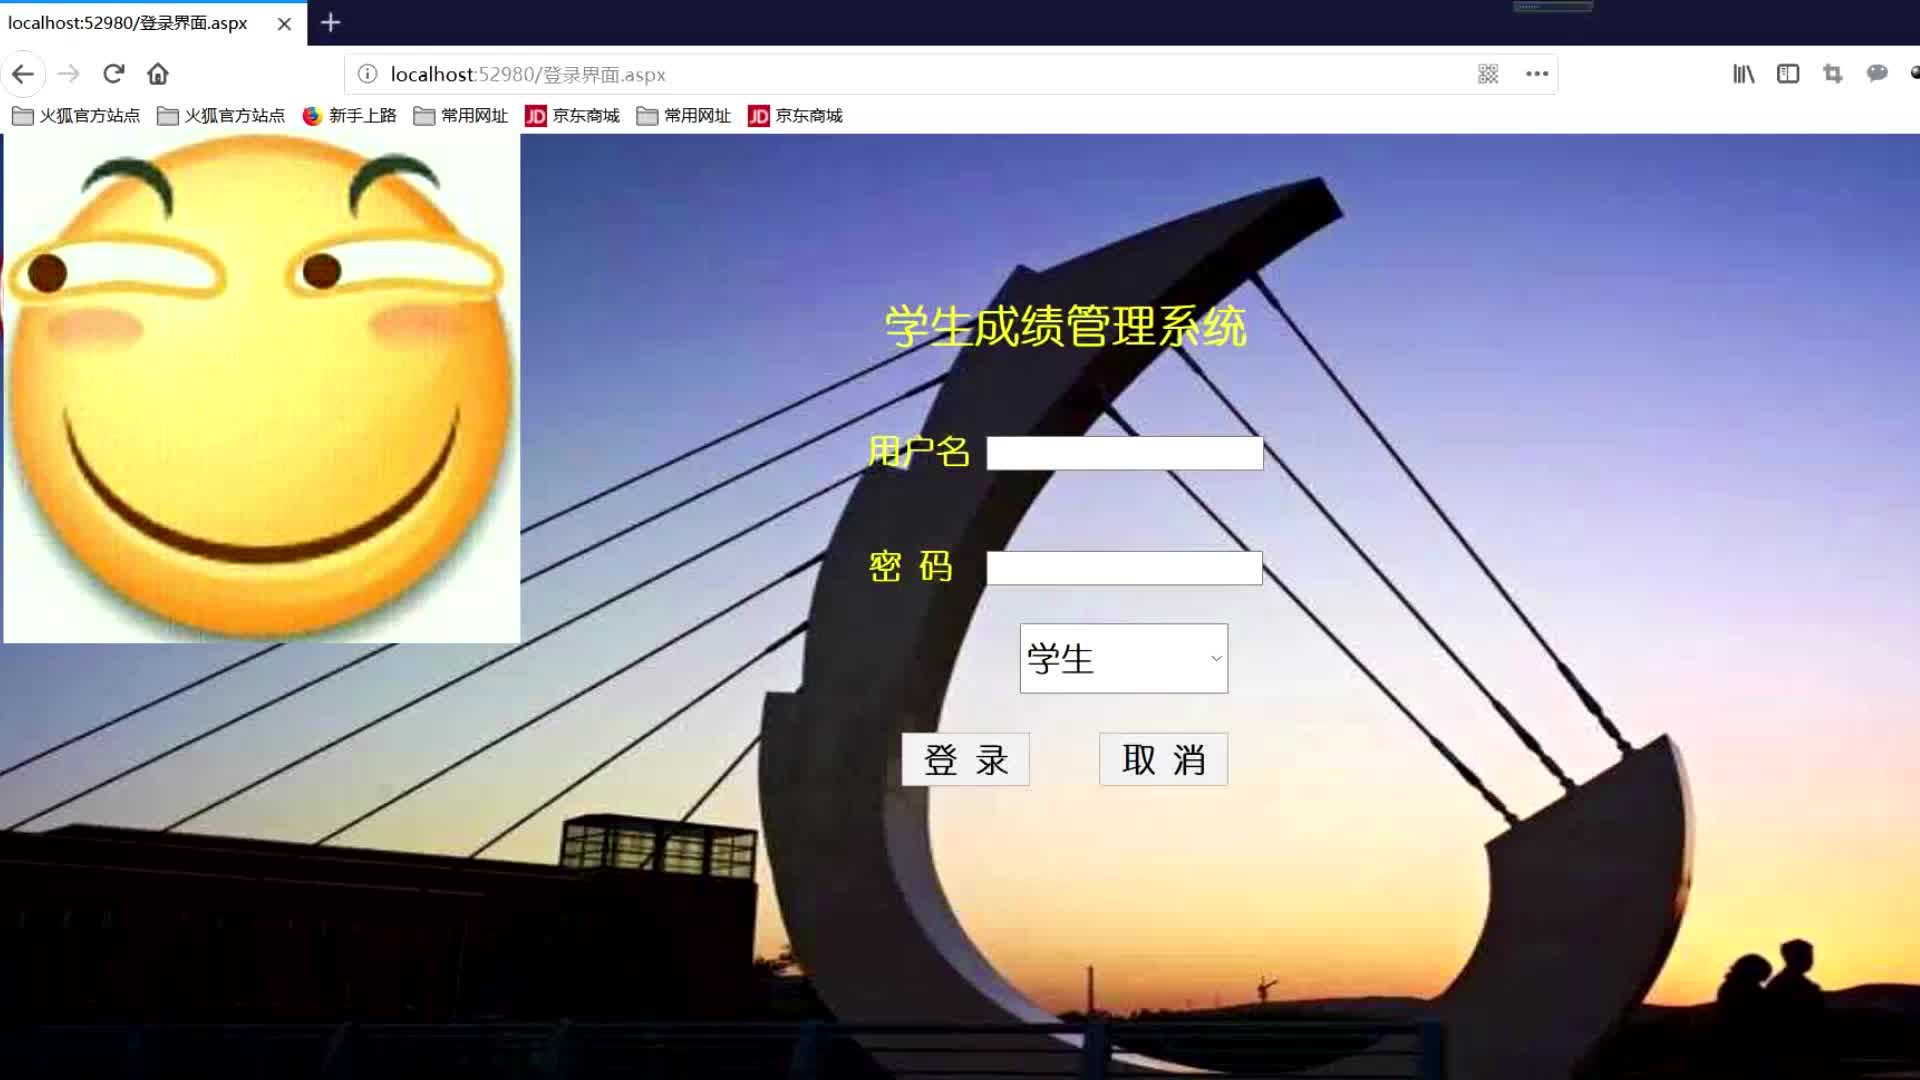 localhost:52980/登录界面.aspx
localhost:52980/登录界面.aspx
火狐官方站点 火狐官方站点 新手上路 常用网址 JD 京东商城 常用网址 JD 京东商城
学生成绩管理系统
用户名
密 码
学生
登 录 取 消